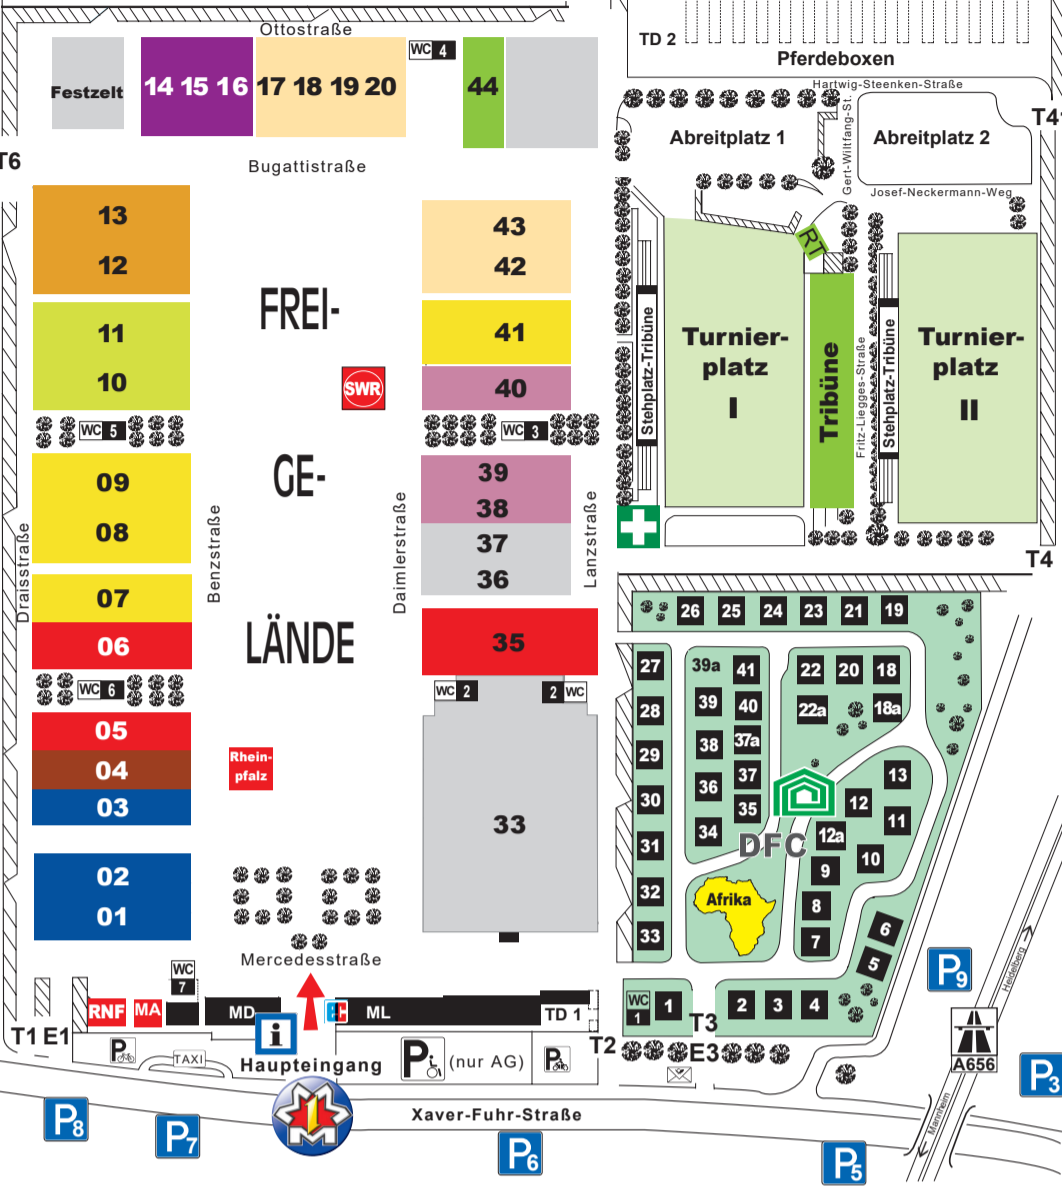 Ottostraße
TD 2
Pferdeboxen
Hartwig-Steenken-Straße
Festzelt
14 15 16 17 18 19 20
WC 4
44
Abreitplatz 1
Gert-Wiltfang-St.
Abreitplatz 2
T6
Bugattistraße
Josef-Neckermann-Weg
13
12
43
42
RT
FREI-
11
10
41
40
SWR
Stehplatz-Tribüne
Turnier-
platz
I
Tribüne
Fritz-Liegges-Straße
Stehplatz-Tribüne
Turnier-
platz
II
WC 5
WC 3
09
08
GE-
39
38
37
36
Draisstraße
Benzstraße
Daimlerstraße
Lanzstraße
T4
07
06
LÄNDE
35
26 25 24 23 21 19
WC 6
WC 2
2 WC
27
28
29
30
31
32
33
39a 41
39 40
38 37a
36 37
35
34
22 20 18
22a 18a
05
04
03
Rhein-
pfalz
33
DFC
13
12
11
12a
10
9
8
7
6
5
02
01
Afrika
Mercedesstraße
WC
7
RNF
MA
MD
ML
TD 1
WC
1
1
2 3 4
P9
Heidelberg
T1 E1
i
T2
T3
E3
A656
P
TAXI
Haupteingang
P
(nur AG)
P
P3
Xaver-Fuhr-Straße
Mannheim
P8
P7
M
P6
P5